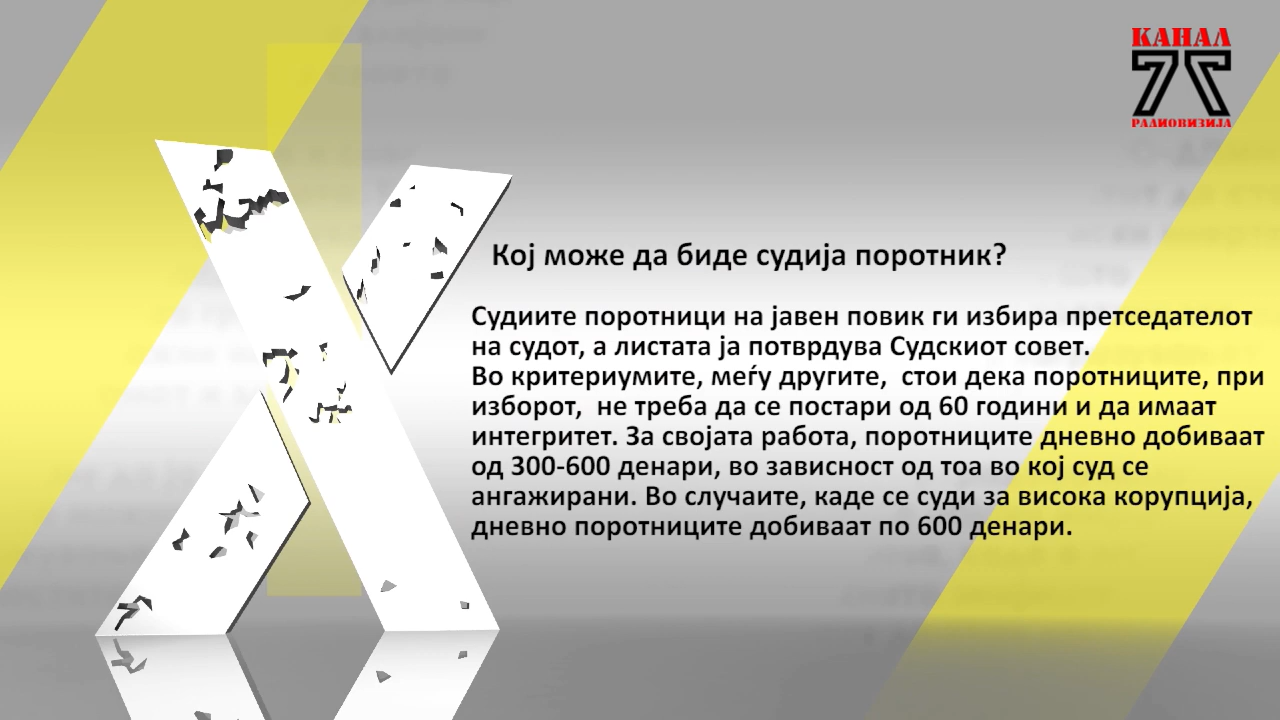 КАНАЛ
77
РАДИОВИЗИЈА
Кој може да биде судија поротник?
Судиите поротници на јавен повик ги избира претседателот
на судот, а листата ја потврдува Судскиот совет.
Во критериумите, меѓу другите,  стои дека поротниците, при
изборот,  не треба да се постари од 60 години и да имаат
интегритет. За својата работа, поротниците дневно добиваат
од 300-600 денари, во зависност од тоа во кој суд се
ангажирани. Во случаите, каде се суди за висока корупција,
дневно поротниците добиваат по 600 денари.